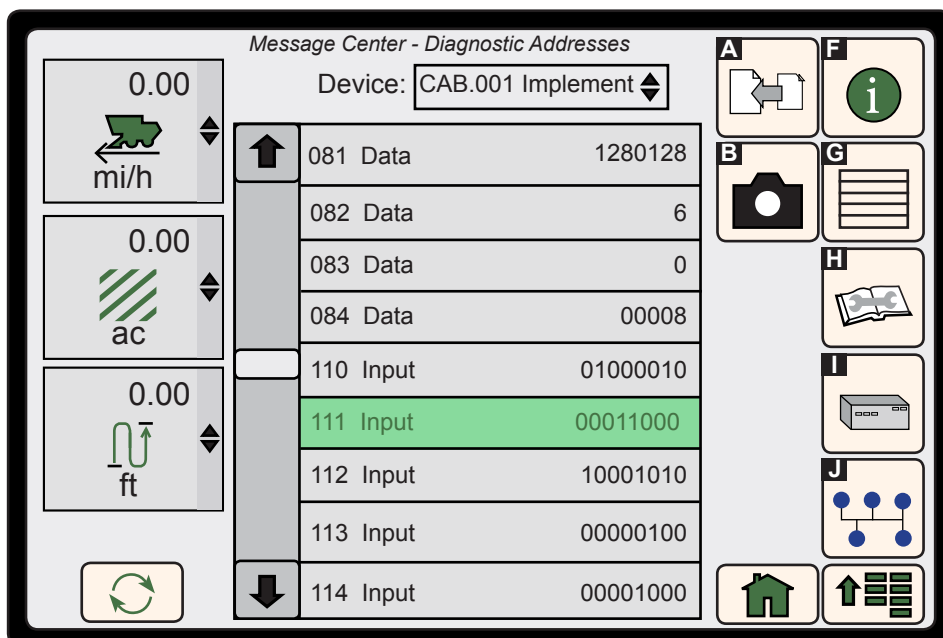 Message Center - Diagnostic Addresses
Device: CAB.001 Implement
0.00
mi/h
0.00
ac
0.00
ft
081 Data 1280128
082 Data 6
083 Data 0
084 Data 00008
110 Input 01000010
111 Input 00011000
112 Input 10001010
113 Input 00000100
114 Input 00001000
A
F
i
B
G
H
I
J